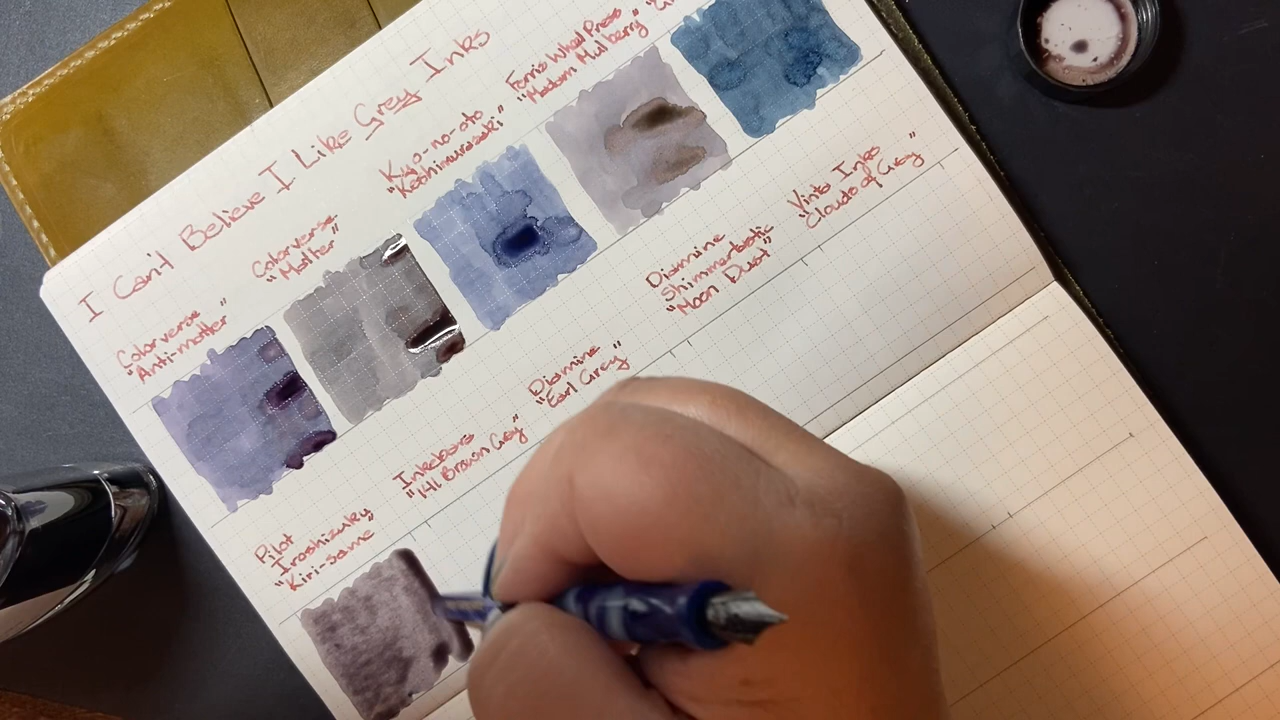 I Can't Believe I Like Grey Inks
Colorverse
"Anti-matter"
Colorverse
"Matter"
Kyo-no-oto
"Keshimurasaki"
Ferris Wheel Press
"Madam Mulberry"
Pilot
Iroshizuku
"Kiri-same"
Inkebara
"141 Brown Grey"
Diamine
"Earl Grey"
Diamine
Shimmertastic
"Moon Dust"
Vinta Inks
"Clouds of Grey"